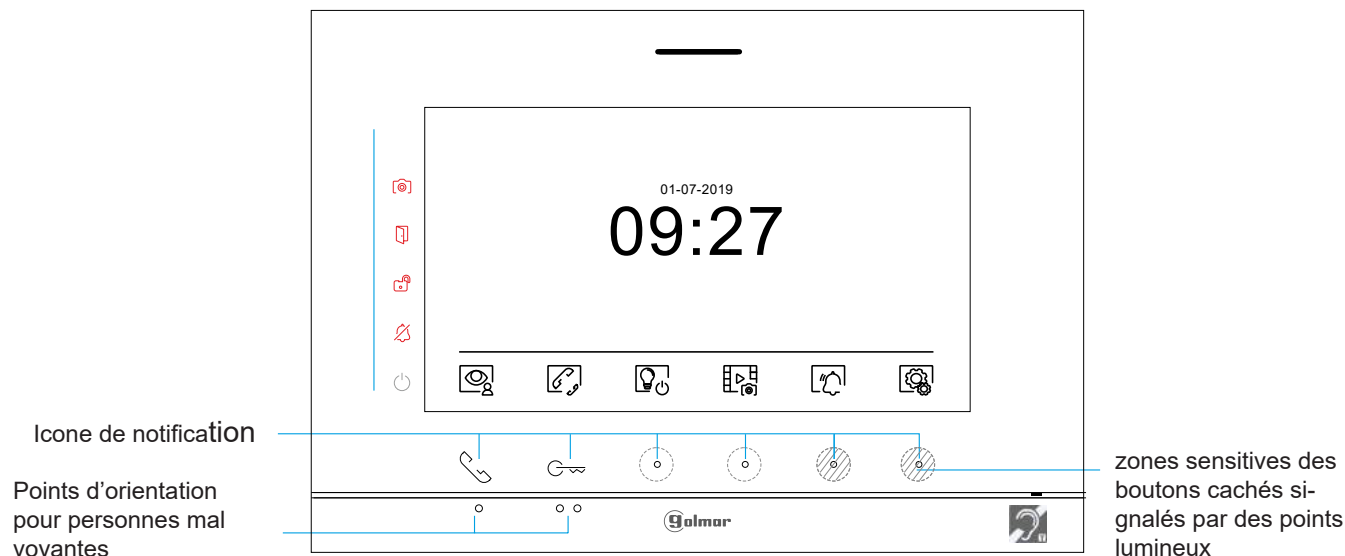 01-07-2019
09:27
Icone de notification
Points d’orientation
pour personnes mal
voyantes
golmar
T
zones sensitives des
boutons cachés si-
gnalés par des points
lumineux